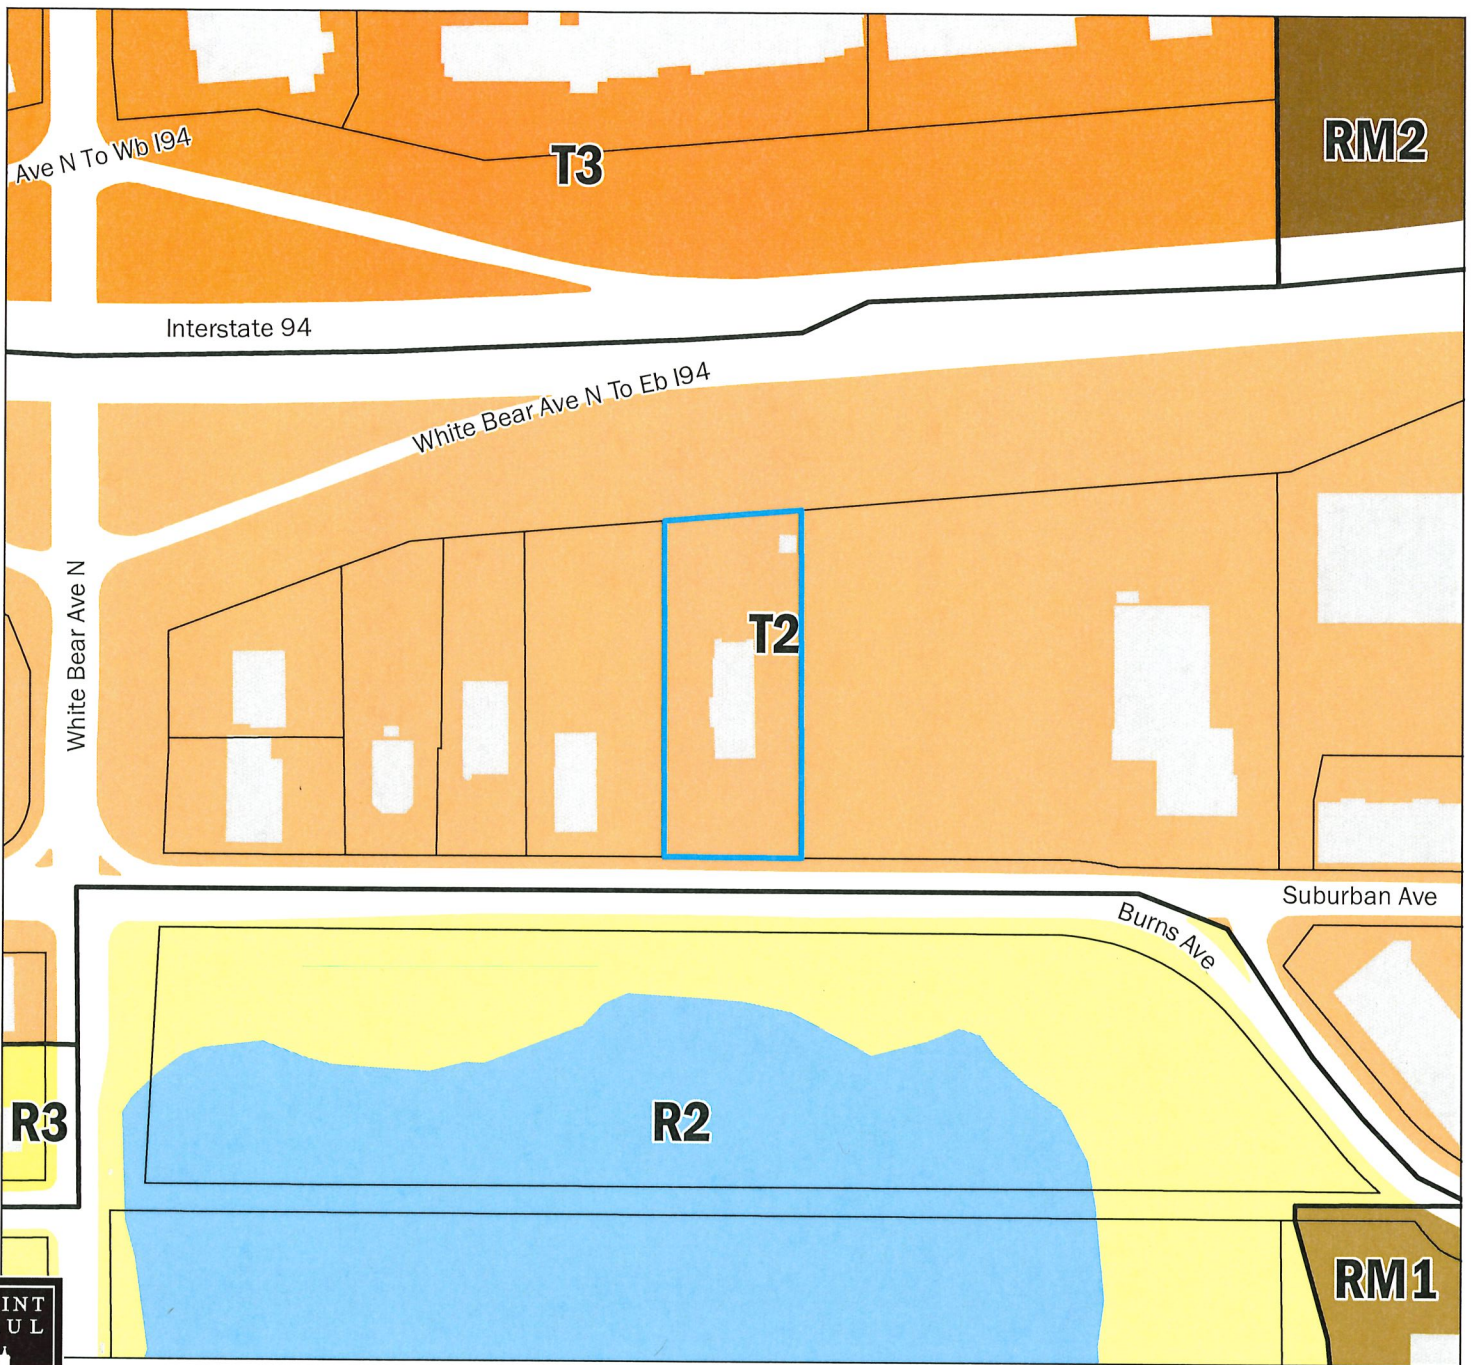 Ave N To Wb I94
T3
RM2
Interstate 94
White Bear Ave N To Eb I94
White Bear Ave N
T2
Suburban Ave
Burns Ave
R3
R2
RM1
INT
UL